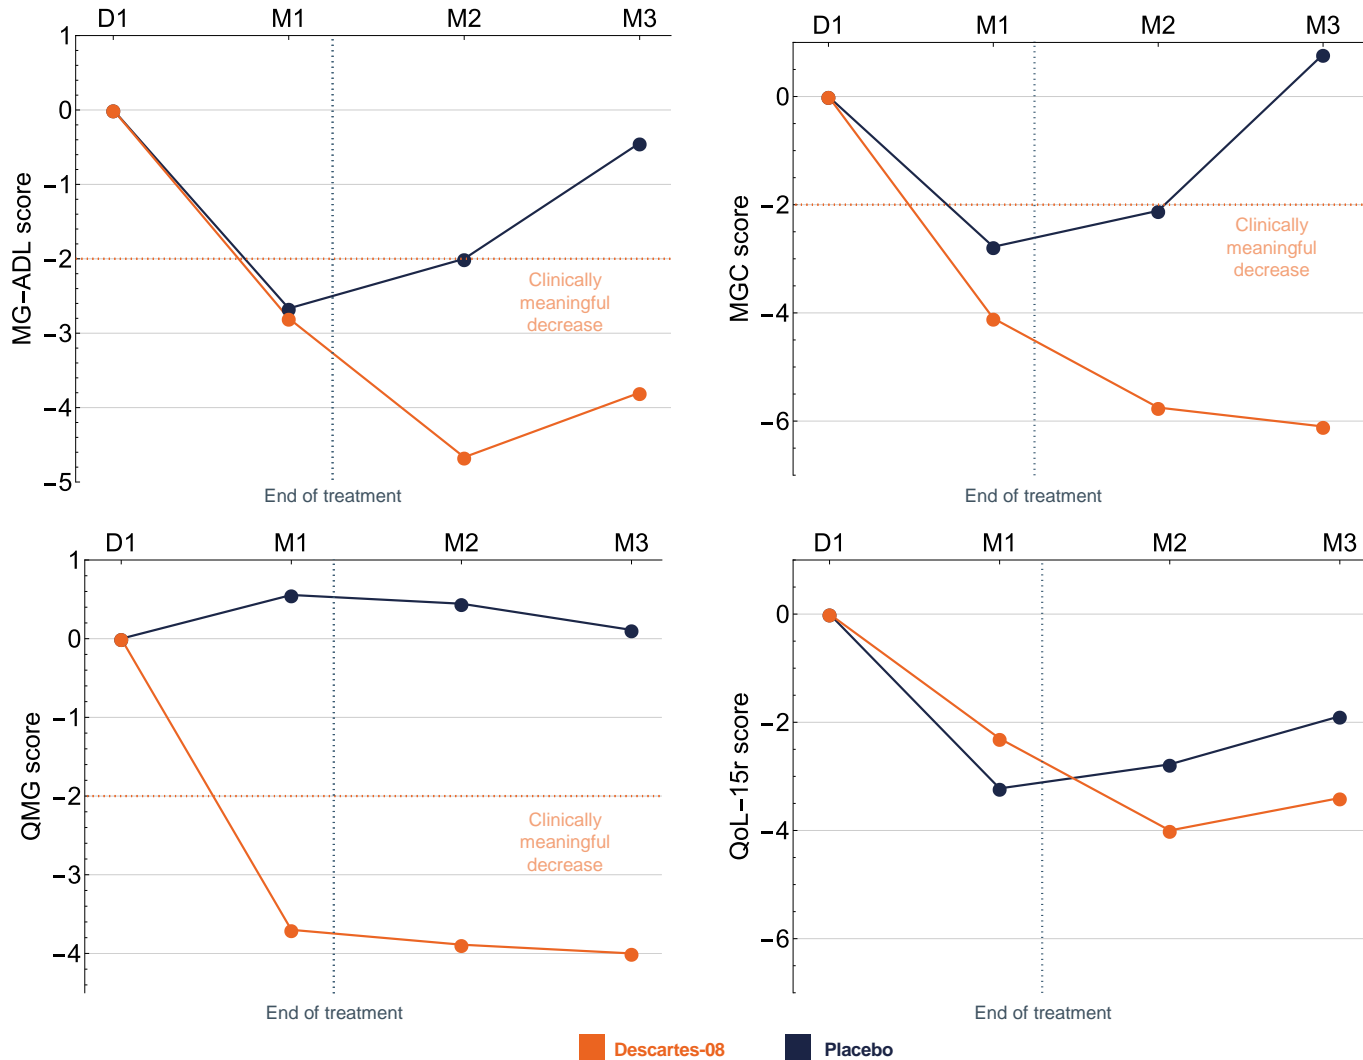 D1 M1 M2 M3
1
0
−1
−2
−3
−4
−5
MG−ADL score
Clinically
meaningful
decrease
End of treatment
D1 M1 M2 M3
0
−2
−4
−6
MGC score
Clinically
meaningful
decrease
End of treatment
D1 M1 M2 M3
1
0
−1
−2
−3
−4
QMG score
Clinically
meaningful
decrease
End of treatment
D1 M1 M2 M3
0
−2
−4
−6
QoL−15r score
End of treatment
Descartes-08 Placebo